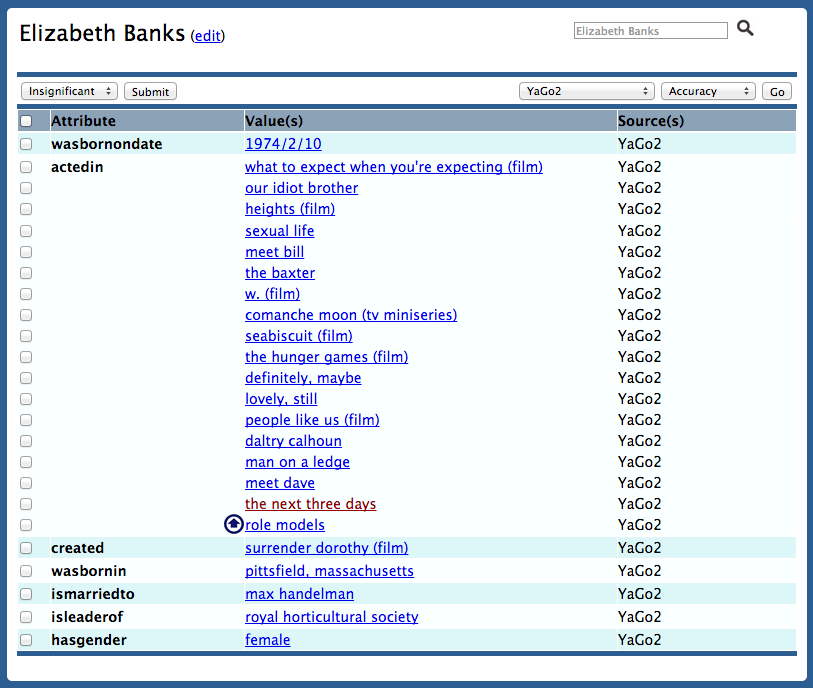 Elizabeth Banks (edit) Elizabeth Banks
Insignificant Submit YaGo2 Accuracy Go
Attribute Value(s) Source(s)
wasbornondate 1974/2/10 YaGo2
actedin what to expect when you're expecting (film) YaGo2
our idiot brother YaGo2
heights (film) YaGo2
sexual life YaGo2
meet bill YaGo2
the baxter YaGo2
w. (film) YaGo2
comanche moon (tv miniseries) YaGo2
seabiscuit (film) YaGo2
the hunger games (film) YaGo2
definitely, maybe YaGo2
lovely, still YaGo2
people like us (film) YaGo2
daltry calhoun YaGo2
man on a ledge YaGo2
meet dave YaGo2
the next three days YaGo2
role models YaGo2
created surrender dorothy (film) YaGo2
wasbornin pittsfield, massachusetts YaGo2
ismarriedto max handelman YaGo2
isleaderof royal horticultural society YaGo2
hasgender female YaGo2